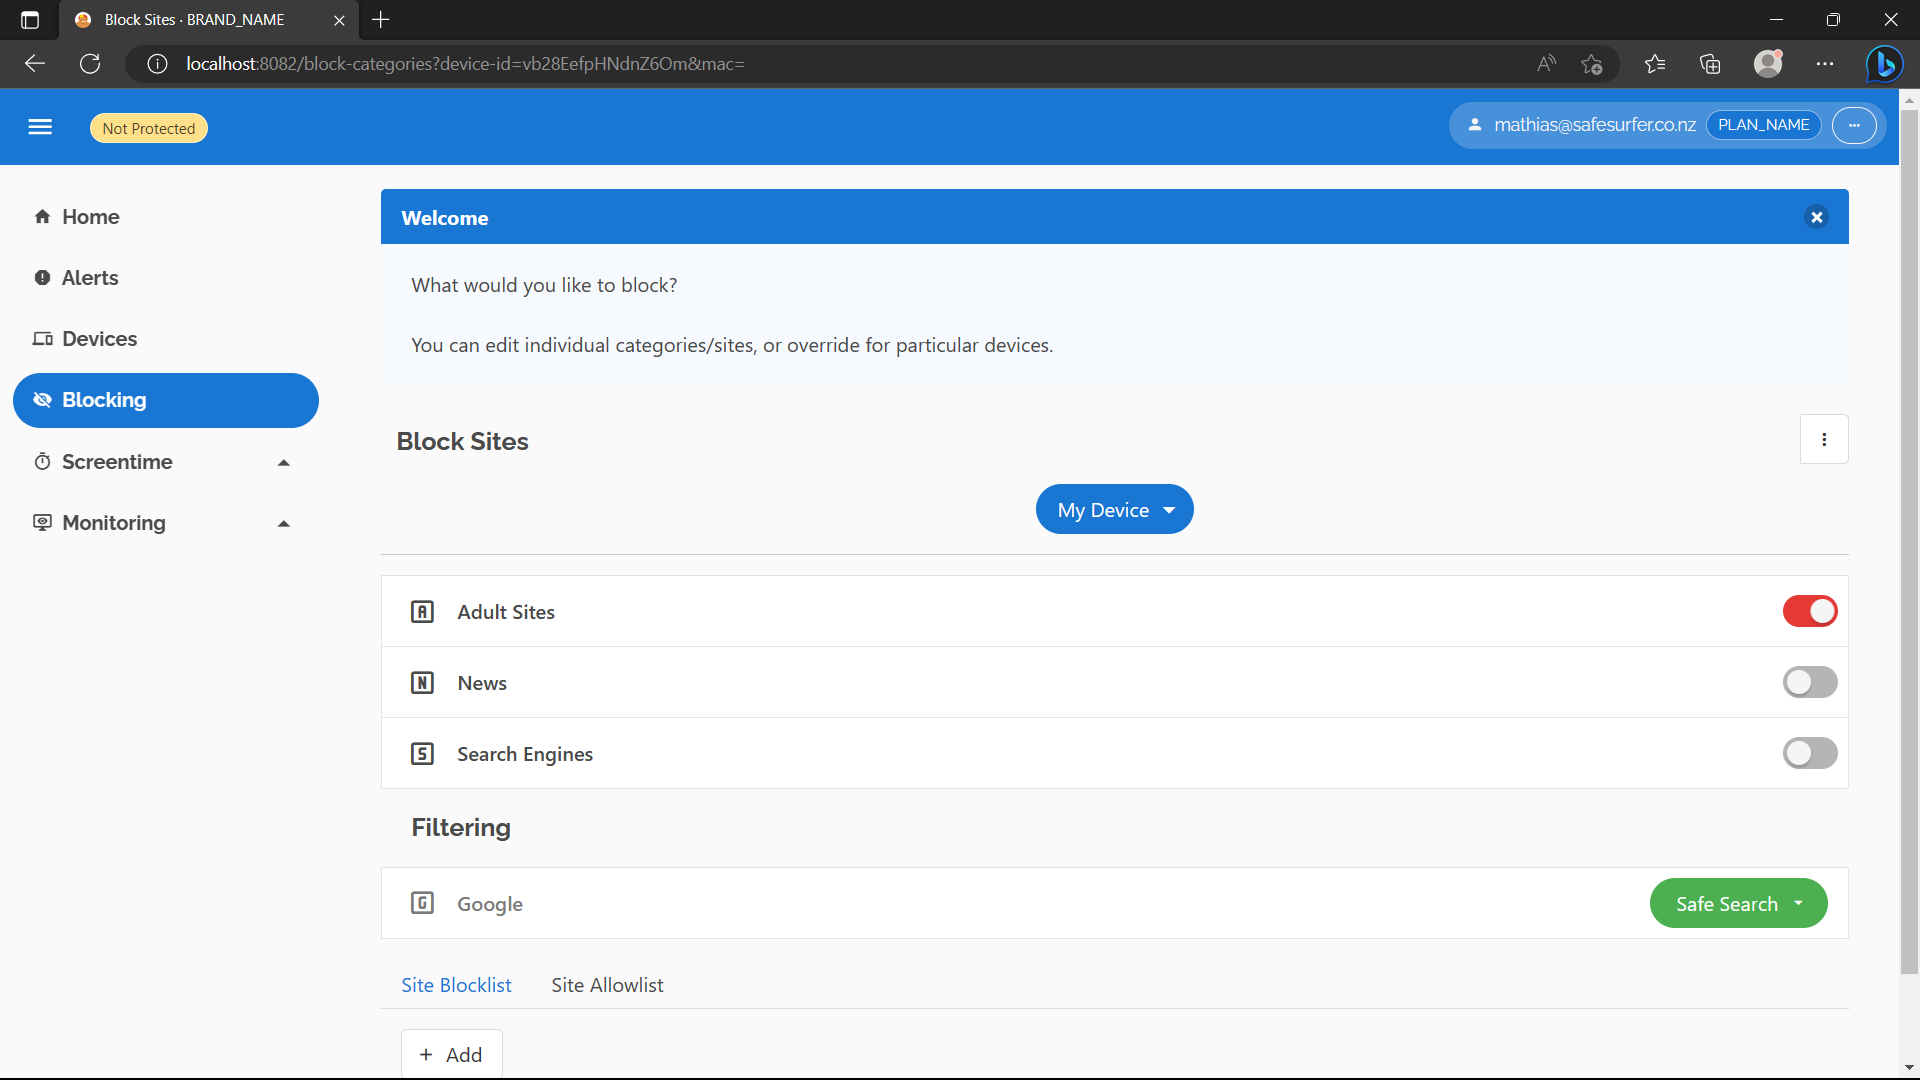 Block Sites · BRAND_NAME
localhost:8082/block-categories?device-id=vb28EefpHNdnZ6Om&mac=
Not Protected
mathias@safesurfer.co.nz PLAN_NAME
Home
Alerts
Devices
Blocking
Screentime
Monitoring
Welcome
What would you like to block?
You can edit individual categories/sites, or override for particular devices.
Block Sites
My Device
A Adult Sites
N News
S Search Engines
Filtering
G Google Safe Search
Site Blocklist Site Allowlist
+ Add